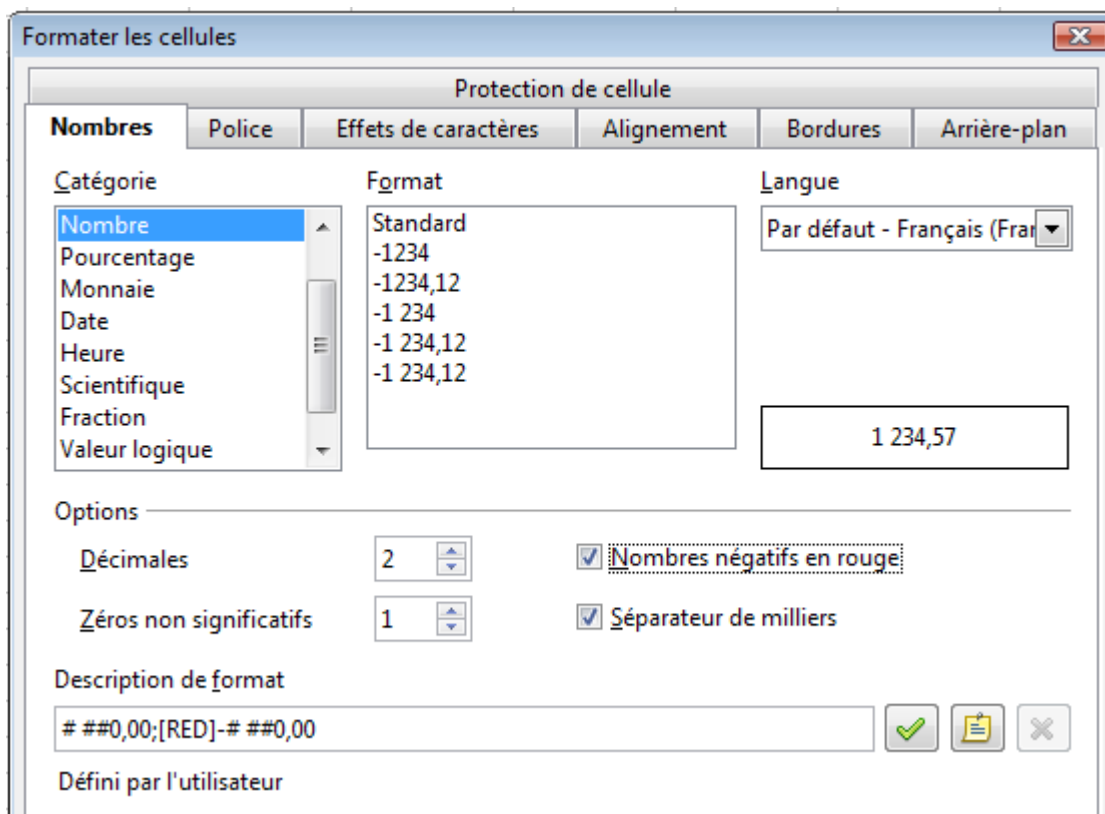 Formater les cellules
Protection de cellule
Nombres Police Effets de caractères Alignement Bordures Arrière-plan
Catégorie Format Langue
Nombre
Pourcentage
Monnaie
Date
Heure
Scientifique
Fraction
Valeur logique
Standard
-1234
-1234,12
-1 234
-1 234,12
-1 234,12
Par défaut - Français (Frar
1 234,57
Options
Décimales 2 Nombres négatifs en rouge
Zéros non significatifs 1 Séparateur de milliers
Description de format
# ##0,00;[RED]-# ##0,00
Défini par l'utilisateur